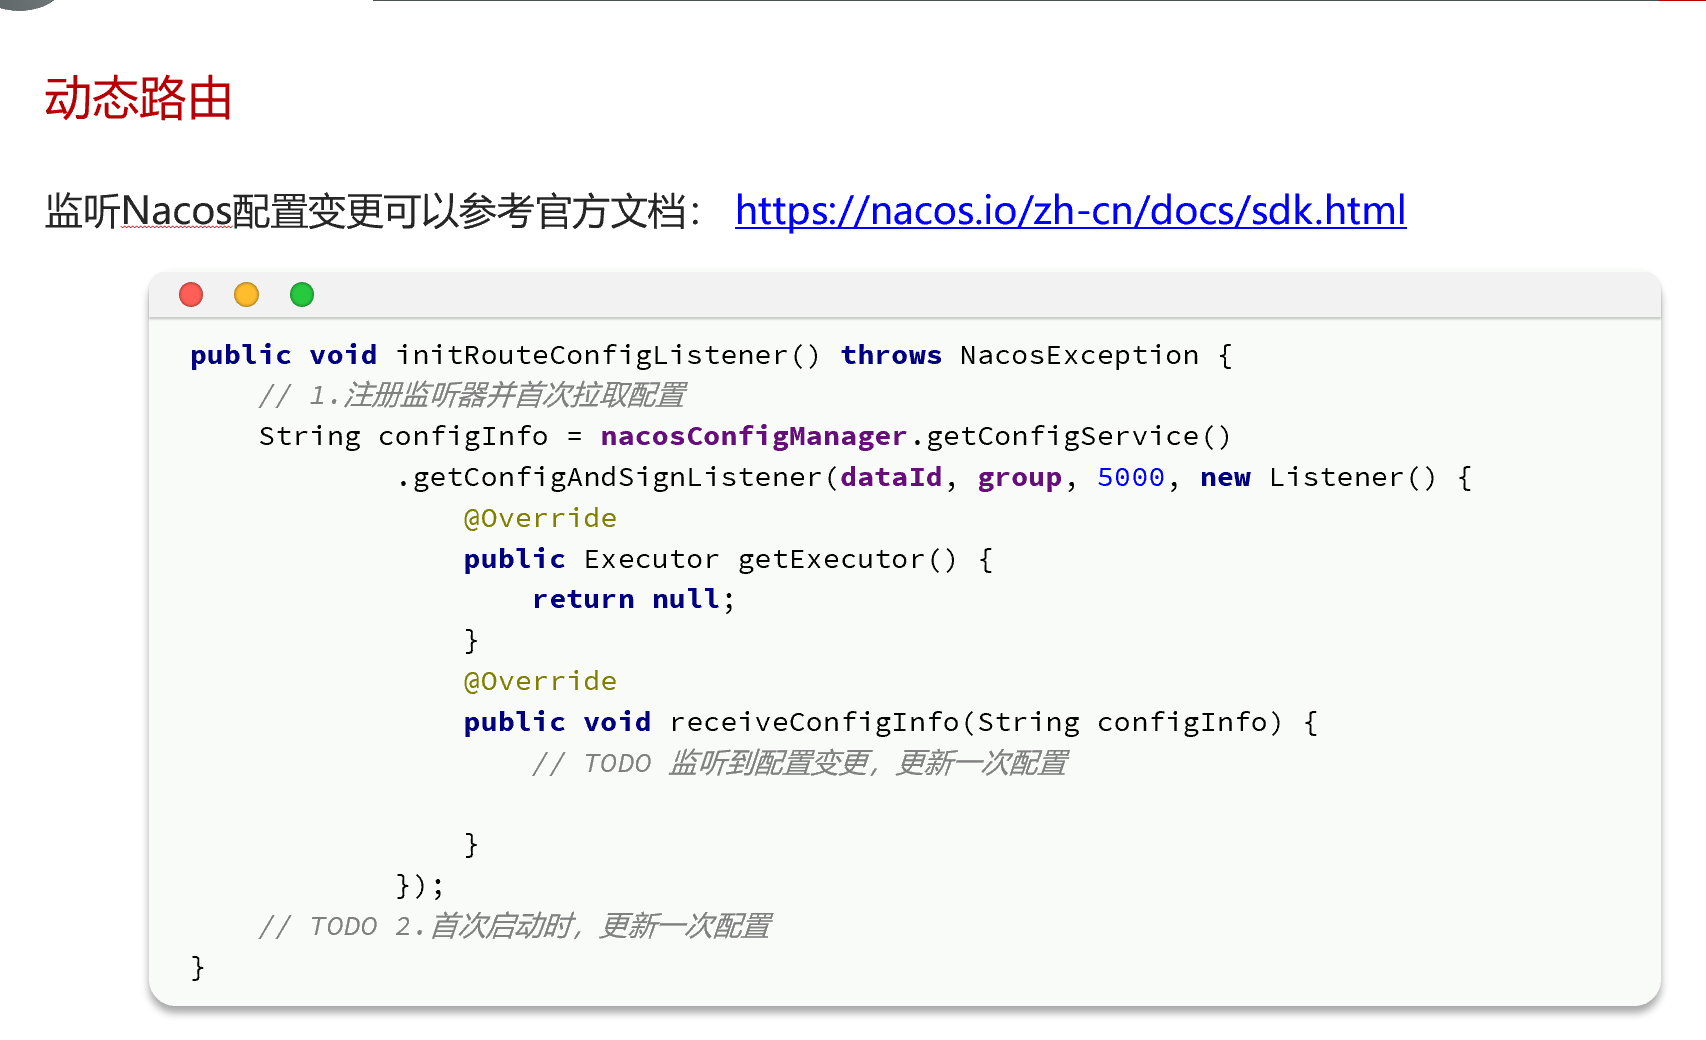 动态路由
监听Nacos配置变更可以参考官方文档： https://nacos.io/zh-cn/docs/sdk.html
public void initRouteConfigListener() throws NacosException {
    // 1.注册监听器并首次拉取配置
    String configInfo = nacosConfigManager.getConfigService()
            .getConfigAndSignListener(dataId, group, 5000, new Listener() {
                @Override
                public Executor getExecutor() {
                    return null;
                }
                @Override
                public void receiveConfigInfo(String configInfo) {
                    // TODO 监听到配置变更，更新一次配置
                }
            });
    // TODO 2.首次启动时，更新一次配置
}